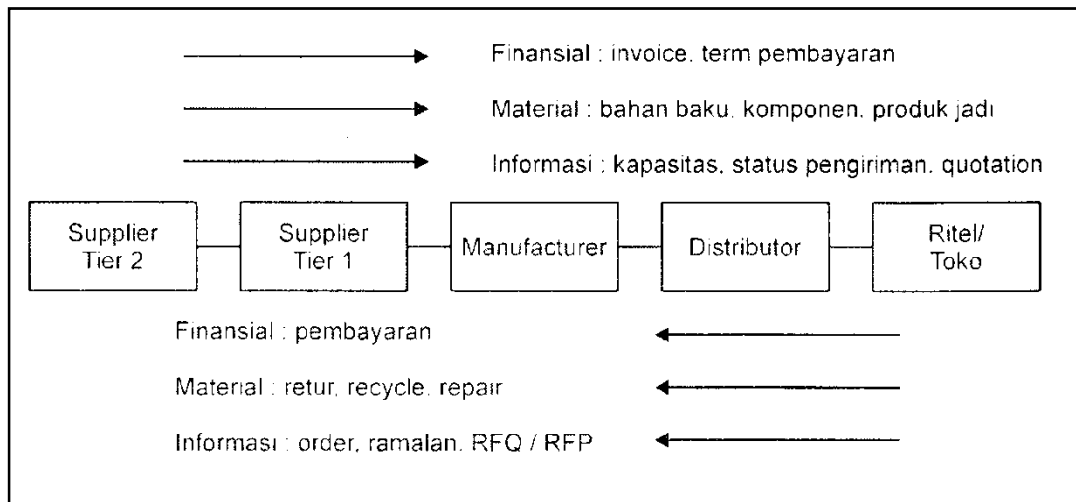 Finansial : invoice, term pembayaran
Material : bahan baku, komponen, produk jadi
Informasi : kapasitas, status pengiriman, quotation
Supplier
Tier 2
Supplier
Tier 1
Manufacturer
Distributor
Ritel/
Toko
Finansial : pembayaran
Material : retur, recycle, repair
Informasi : order, ramalan, RFQ / RFP